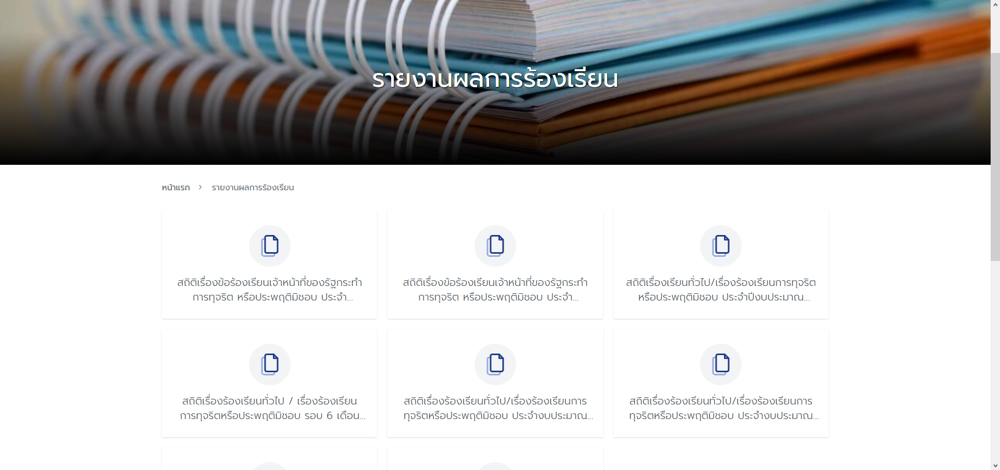 รายงานผลการร้องเรียน
หน้าแรก > รายงานผลการร้องเรียน
สถิติเรื่องข้อร้องเรียนเจ้าหน้าที่ของรัฐกระทำ
การทุจริต หรือประพฤติมิชอบ ประจำ...
สถิติเรื่องข้อร้องเรียนเจ้าหน้าที่ของรัฐกระทำ
การทุจริต หรือประพฤติมิชอบ ประจำ...
สถิติเรื่องเรียนทั่วไป/เรื่องร้องเรียนการทุจริต
หรือประพฤติมิชอบ ประจำปีงบประมาณ...
สถิติเรื่องร้องเรียนทั่วไป / เรื่องร้องเรียน
การทุจริตหรือประพฤติมิชอบ รอบ 6 เดือน...
สถิติเรื่องร้องเรียนทั่วไป/เรื่องร้องเรียนการ
ทุจริตหรือประพฤติมิชอบ ประจำงบประมาณ...
สถิติเรื่องร้องเรียนทั่วไป/เรื่องร้องเรียนการ
ทุจริตหรือประพฤติมิชอบ ประจำงบประมาณ...